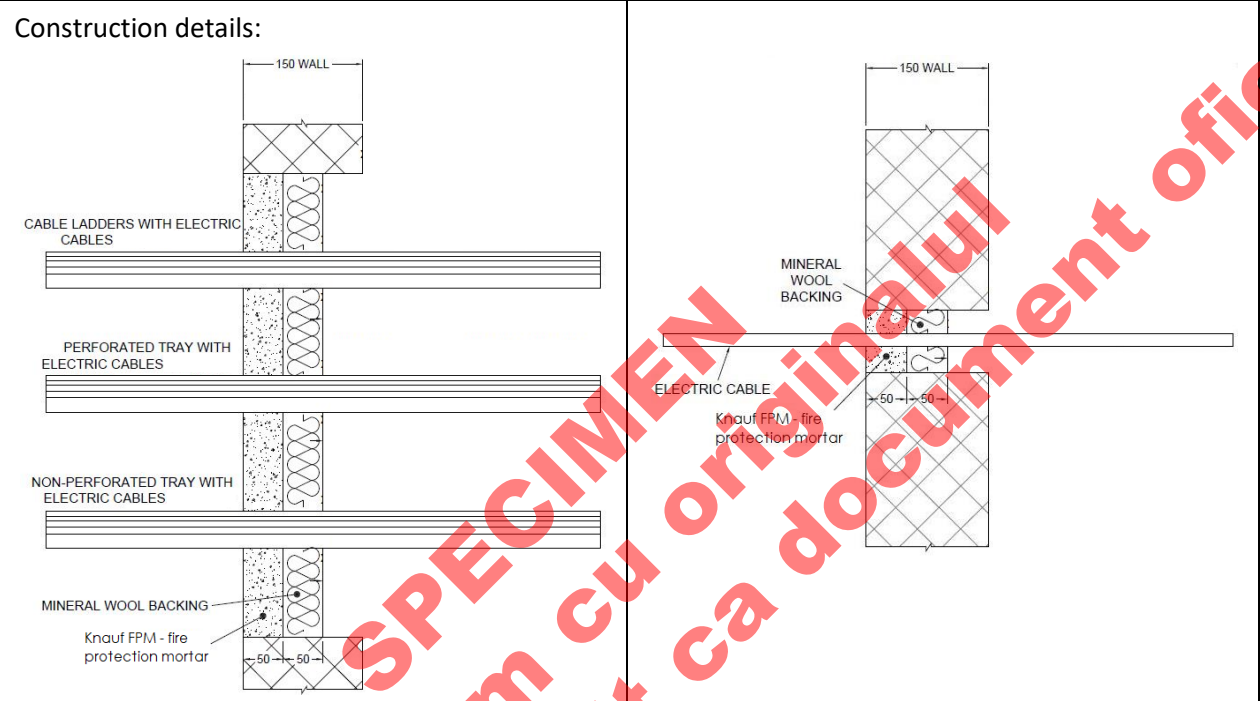 Construction details:
150 WALL
CABLE LADDERS WITH ELECTRIC
CABLES
PERFORATED TRAY WITH
ELECTRIC CABLES
NON-PERFORATED TRAY WITH
ELECTRIC CABLES
MINERAL WOOL BACKING
Knauf FPM - fire
protection mortar
50 50
150 WALL
MINERAL
WOOL
BACKING
ELECTRIC CABLE
50 50
Knauf FPM - fire
protection mortar
SPECIMEN
cu originalul
ca document